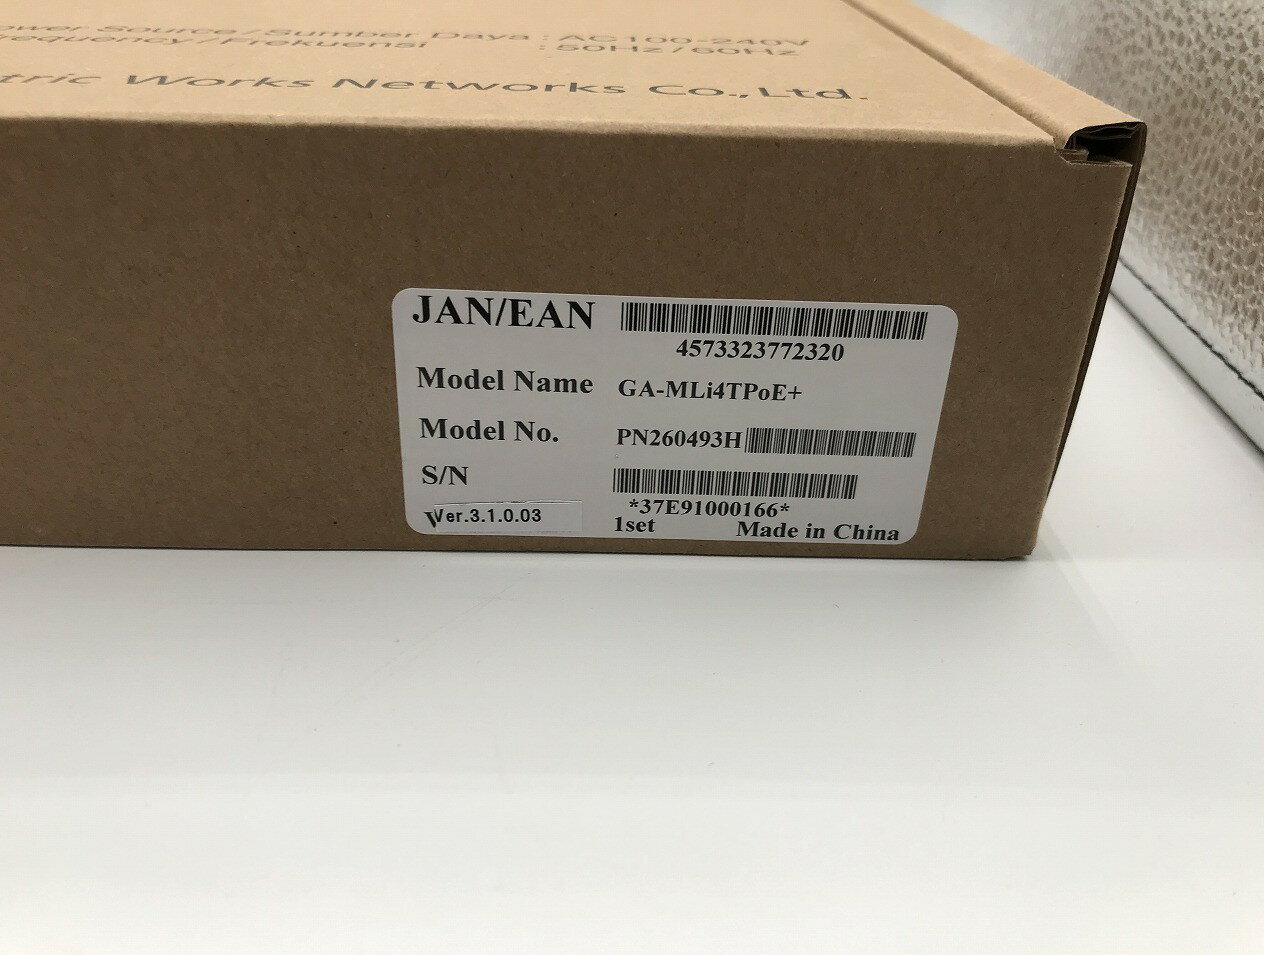 ower Source/Sumber Daya : AC100-240V
requency/Frekuensi : 50Hz/60Hz
tric Works Networks Co.,Ltd.
JAN/EAN
4573323772320
Model Name GA-MLi4TPoE+
Model No. PN260493H
S/N
*37E91000166*
Ver.3.1.0.03 1set Made in China